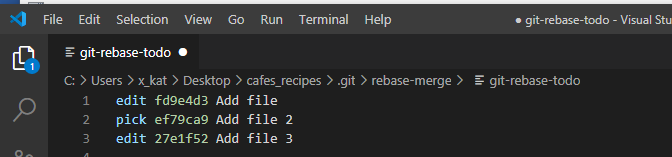 File Edit Selection View Go Run Terminal Help ● git-rebase-todo - Visual Stu
git-rebase-todo ●
1
C: > Users > x_kat > Desktop > cafes_recipes > .git > rebase-merge > git-rebase-todo
1 edit fd9e4d3 Add file
2 pick ef79ca9 Add file 2
3 edit 27e1f52 Add file 3